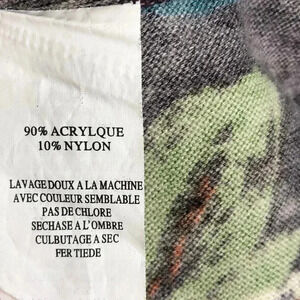 90% ACRYLQUE
10% NYLON
LAVAGE DOUX A LA MACHINE
AVEC COULEUR SEMBLABLE
PAS DE CHLORE
SECHASE A L'OMBRE
CULBUTAGE A SEC
FER TIEDE